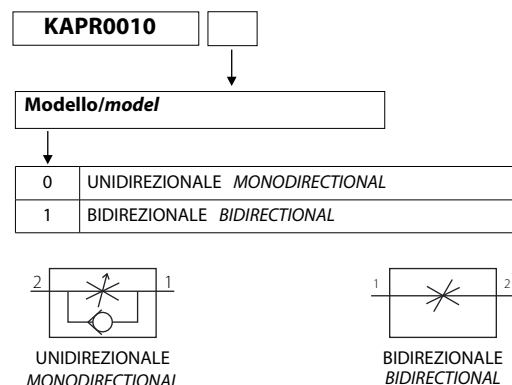 KAPR0010
Modello/model
0 UNIDIREZIONALE MONODIRECTIONAL
1 BIDIREZIONALE BIDIRECTIONAL
2 1
1 2
UNIDIREZIONALE
MONODIRECTIONAL
BIDIREZIONALE
BIDIRECTIONAL